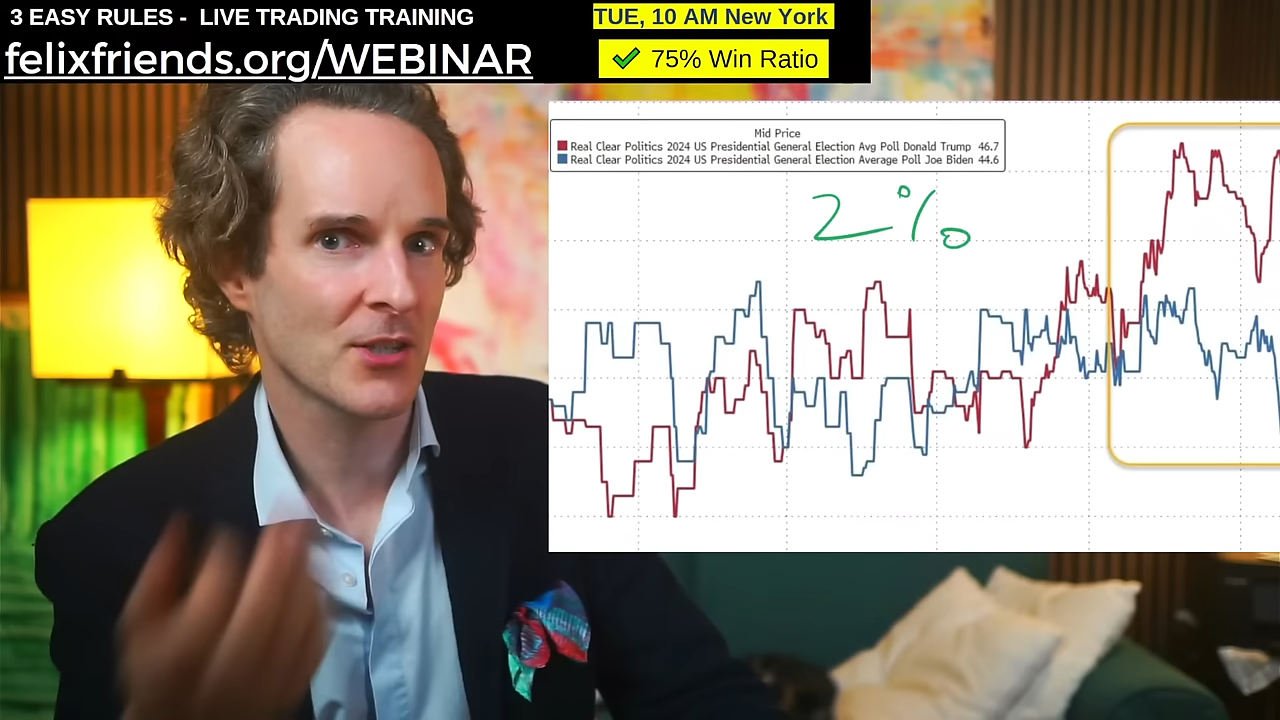 3 EASY RULES - LIVE TRADING TRAINING
felixfriends.org/WEBINAR
TUE, 10 AM New York
75% Win Ratio
Mid Price
Real Clear Politics 2024 US Presidential General Election Avg Poll Donald Trump 46.7
Real Clear Politics 2024 US Presidential General Election Average Poll Joe Biden 44.6
2%